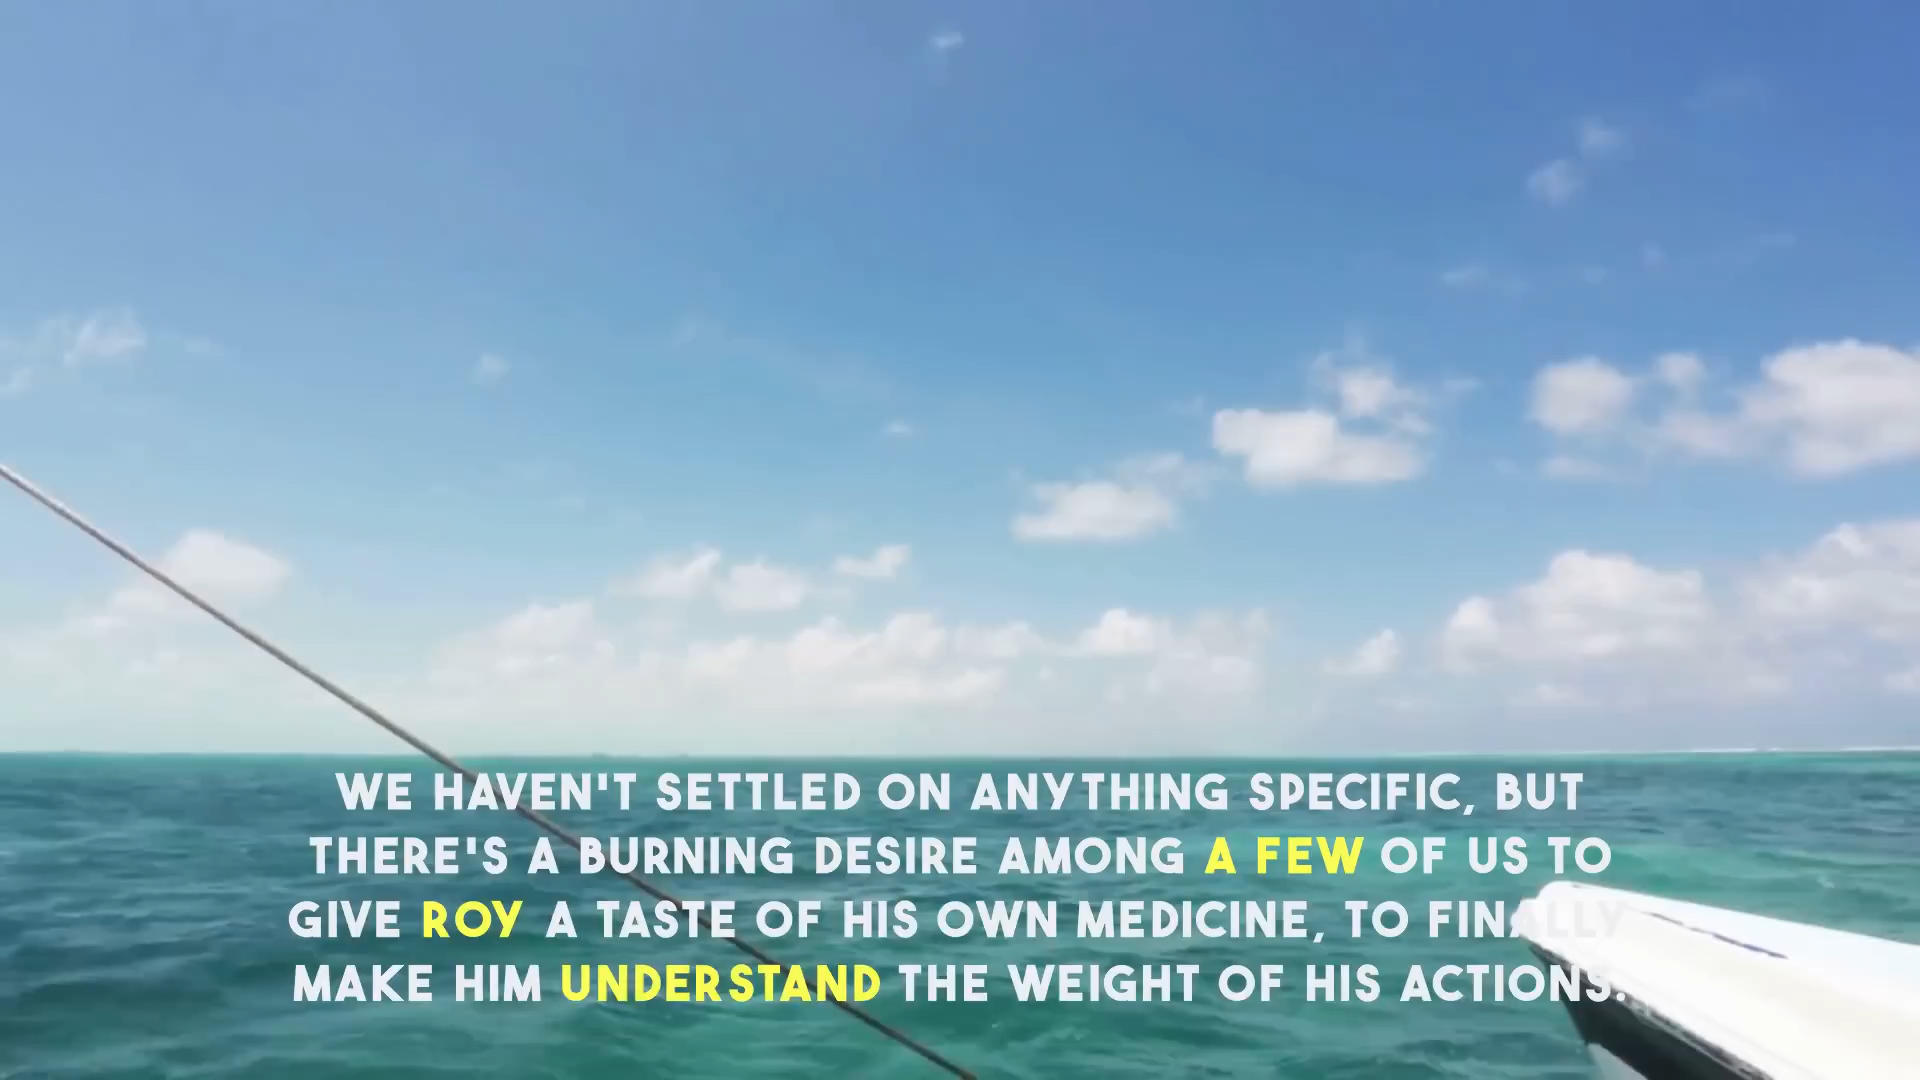 WE HAVEN'T SETTLED ON ANYTHING SPECIFIC, BUT
THERE'S A BURNING DESIRE AMONG A FEW OF US TO
GIVE ROY A TASTE OF HIS OWN MEDICINE, TO FINALLY
MAKE HIM UNDERSTAND THE WEIGHT OF HIS ACTIONS.